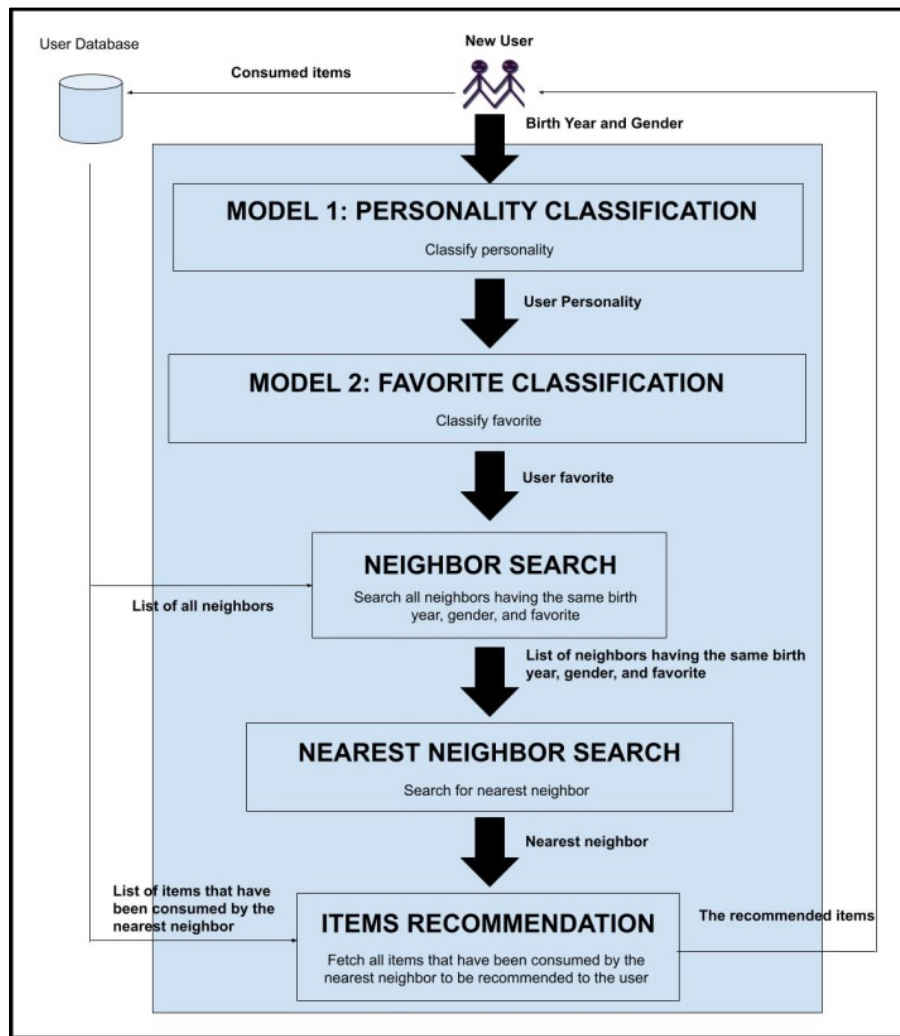 User Database
New User
Consumed items
Birth Year and Gender
MODEL 1: PERSONALITY CLASSIFICATION
Classify personality
User Personality
MODEL 2: FAVORITE CLASSIFICATION
Classify favorite
User favorite
NEIGHBOR SEARCH
Search all neighbors having the same birth
year, gender, and favorite
List of all neighbors
List of neighbors having the same birth
year, gender, and favorite
NEAREST NEIGHBOR SEARCH
Search for nearest neighbor
Nearest neighbor
List of items that have
been consumed by the
nearest neighbor
ITEMS RECOMMENDATION
Fetch all items that have been consumed by the
nearest neighbor to be recommended to the user
The recommended items